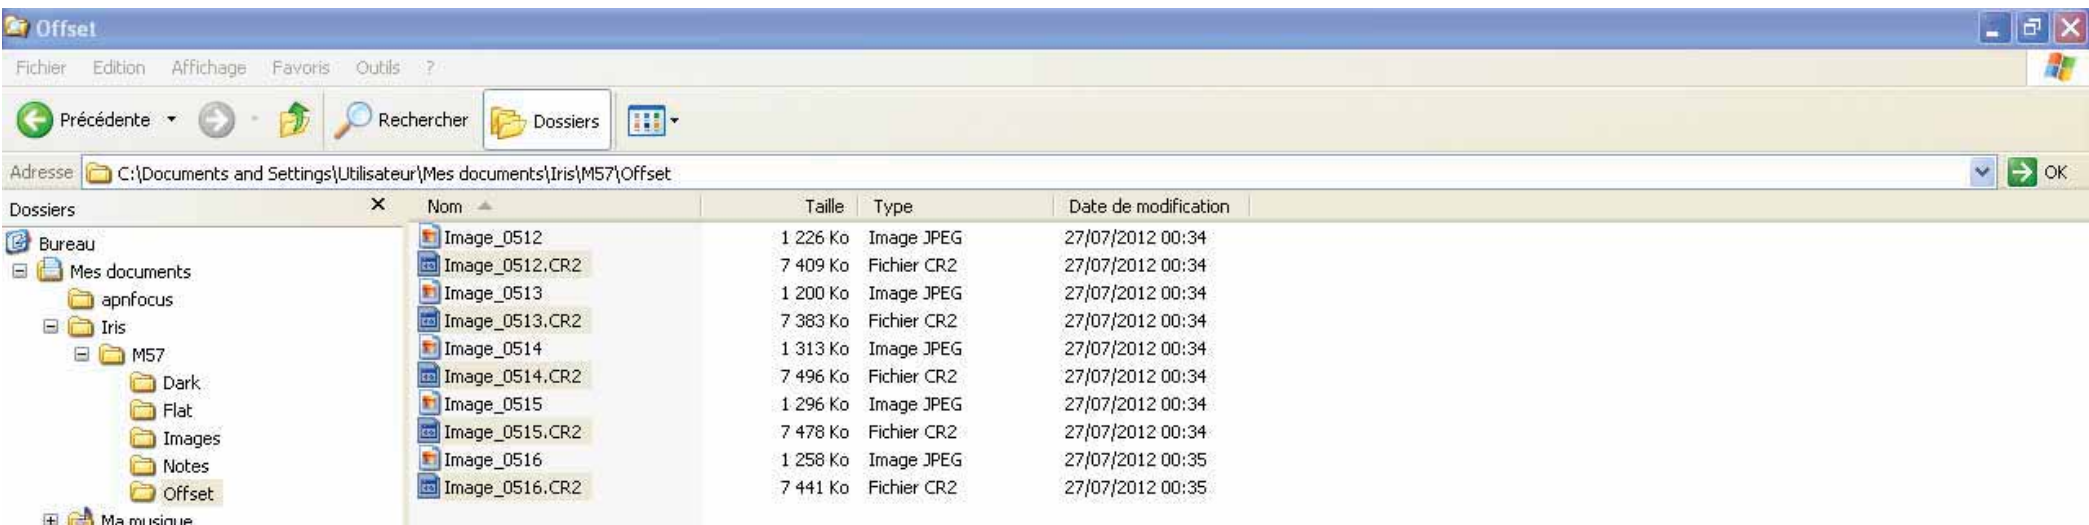 Offset
Fichier Edition Affichage Favoris Outils ?
Précédente Rechercher Dossiers
Adresse C:\Documents and Settings\Utilisateur\Mes documents\Iris\M57\Offset OK
Dossiers X Nom Taille Type Date de modification
Bureau
Mes documents
apnfocus
Iris
M57
Dark
Flat
Images
Notes
Offset
Ma musique
Image_0512 1 226 Ko Image JPEG 27/07/2012 00:34
Image_0512.CR2 7 409 Ko Fichier CR2 27/07/2012 00:34
Image_0513 1 200 Ko Image JPEG 27/07/2012 00:34
Image_0513.CR2 7 383 Ko Fichier CR2 27/07/2012 00:34
Image_0514 1 313 Ko Image JPEG 27/07/2012 00:34
Image_0514.CR2 7 496 Ko Fichier CR2 27/07/2012 00:34
Image_0515 1 296 Ko Image JPEG 27/07/2012 00:34
Image_0515.CR2 7 478 Ko Fichier CR2 27/07/2012 00:34
Image_0516 1 258 Ko Image JPEG 27/07/2012 00:35
Image_0516.CR2 7 441 Ko Fichier CR2 27/07/2012 00:35